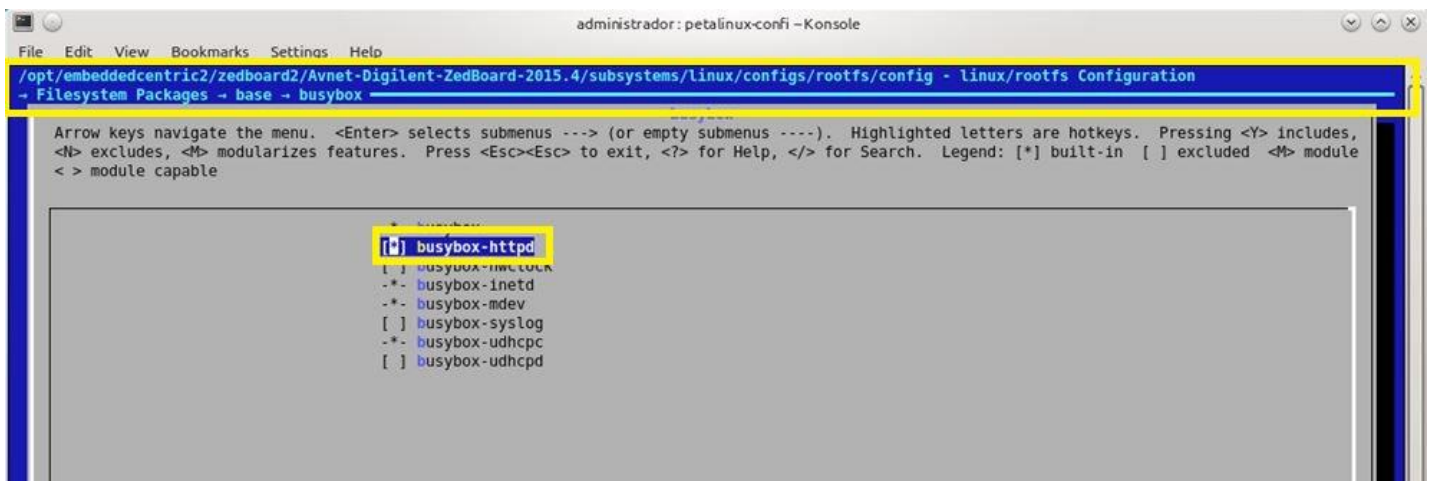 administrador : petalinux-confi – Konsole
File Edit View Bookmarks Settings Help
/opt/embeddedcentric2/zedboard2/Avnet-Digilent-ZedBoard-2015.4/subsystems/linux/configs/rootfs/config - linux/rootfs Configuration
→ Filesystem Packages → base → busybox
Arrow keys navigate the menu. <Enter> selects submenus ---> (or empty submenus ----). Highlighted letters are hotkeys. Pressing <Y> includes,
<N> excludes, <M> modularizes features. Press <Esc><Esc> to exit, <?> for Help, </> for Search. Legend: [*] built-in [ ] excluded <M> module
< > module capable
-*- busybox
[*] busybox-httpd
[ ] busybox-hwclock
-*- busybox-inetd
-*- busybox-mdev
[ ] busybox-syslog
-*- busybox-udhcpc
[ ] busybox-udhcpd